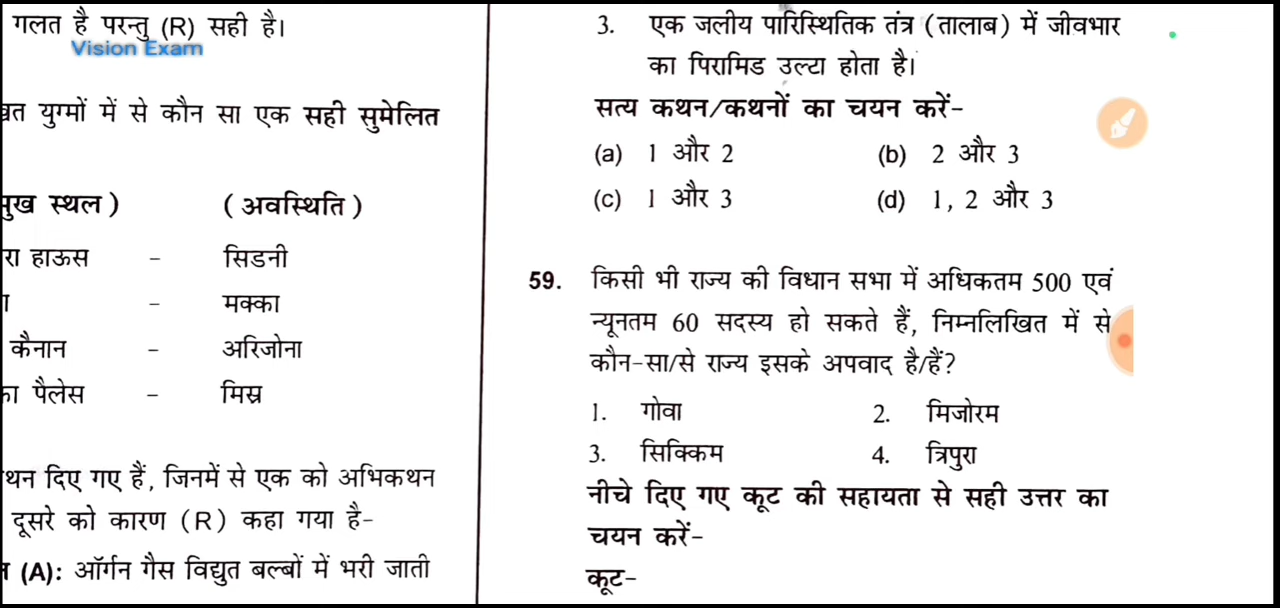 गलत है परन्तु (R) सही है।
Vision Exam
युग्मों में से कौन सा एक सही सुमेलित
स्थल) (अवस्थिति)
हाऊस - सिडनी
- मक्का
कैनान - अरिजोना
पैलेस - मिस्र
दिए गए हैं, जिनमें से एक को अभिकथन
दूसरे को कारण (R) कहा गया है-
(A): ऑर्गन गैस विद्युत बल्बों में भरी जाती
3. एक जलीय पारिस्थितिक तंत्र (तालाब) में जीवभार
का पिरामिड उल्टा होता है।
सत्य कथन/कथनों का चयन करें-
(a) 1 और 2 (b) 2 और 3
(c) 1 और 3 (d) 1, 2 और 3
59. किसी भी राज्य की विधान सभा में अधिकतम 500 एवं
न्यूनतम 60 सदस्य हो सकते हैं, निम्नलिखित में से
कौन-सा/से राज्य इसके अपवाद है/हैं?
1. गोवा 2. मिजोरम
3. सिक्किम 4. त्रिपुरा
नीचे दिए गए कूट की सहायता से सही उत्तर का
चयन करें-
कूट-